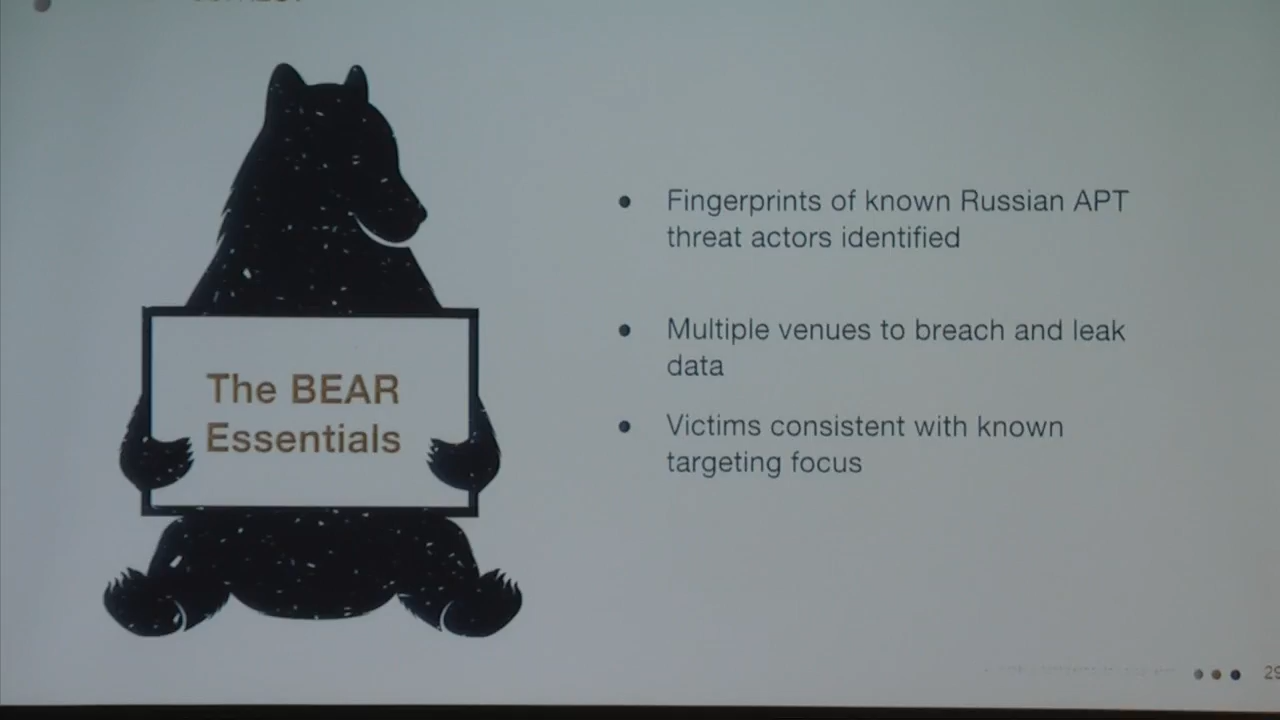 The BEAR
Essentials
Fingerprints of known Russian APT
threat actors identified
Multiple venues to breach and leak
data
Victims consistent with known
targeting focus
29